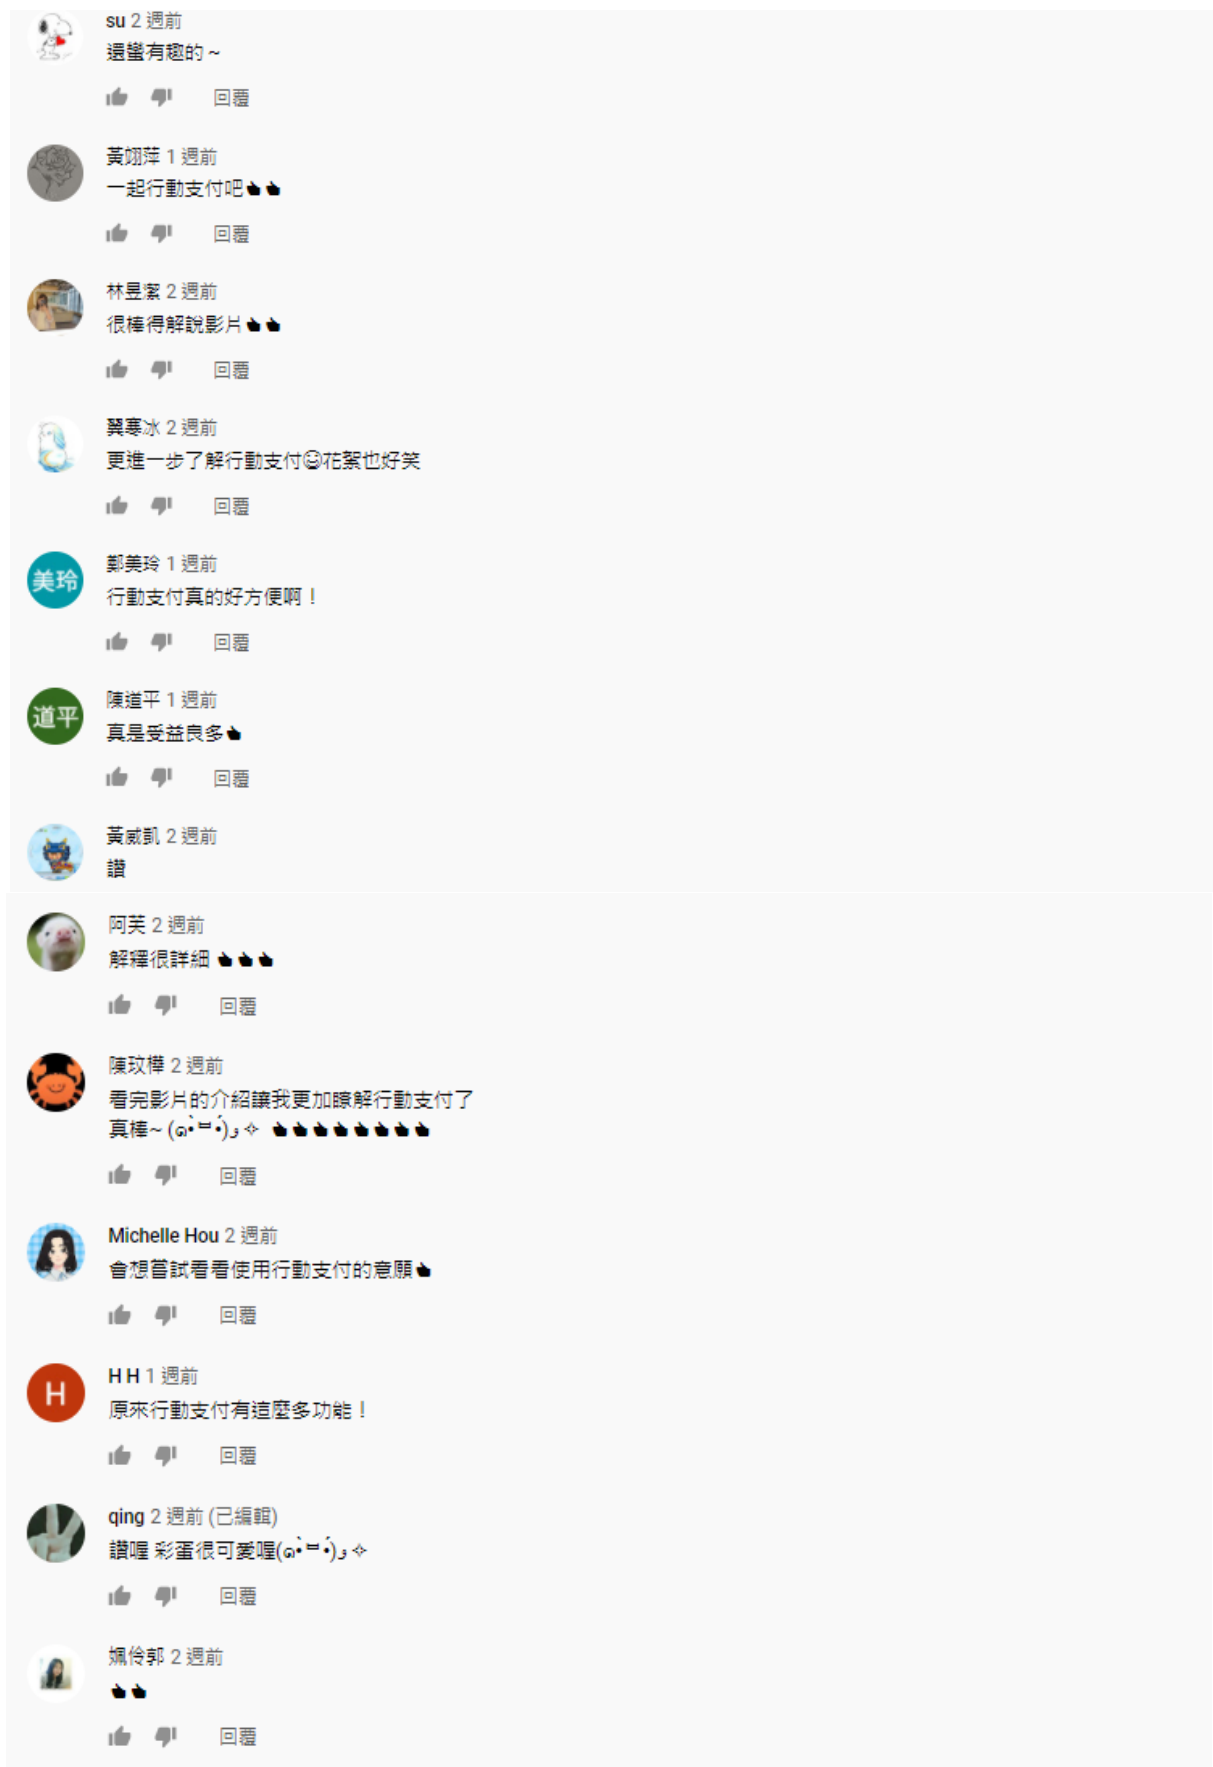 su 2 週前
還蠻有趣的~
回覆
黃翊萍 1 週前
一起行動支付吧👍👍
回覆
林昱潔 2 週前
很棒得解說影片👍👍
回覆
翼寒冰 2 週前
更進一步了解行動支付😆花絮也好笑
回覆
美玲
鄭美玲 1 週前
行動支付真的好方便啊！
回覆
道平
陳道平 1 週前
真是受益良多👍
回覆
黃威凱 2 週前
讚
阿芙 2 週前
解釋很詳細 👍👍👍
回覆
陳玟樺 2 週前
看完影片的介紹讓我更加瞭解行動支付了
真棒~ (๑•̀ㅂ•́)و✧ 👍👍👍👍👍👍👍👍
回覆
Michelle Hou 2 週前
會想嘗試看看使用行動支付的意願👍
回覆
H
H H 1 週前
原來行動支付有這麼多功能！
回覆
qing 2 週前 (已編輯)
讚喔 彩蛋很可愛喔(๑•̀ㅂ•́)و✧
回覆
姵伶郭 2 週前
👍👍
回覆